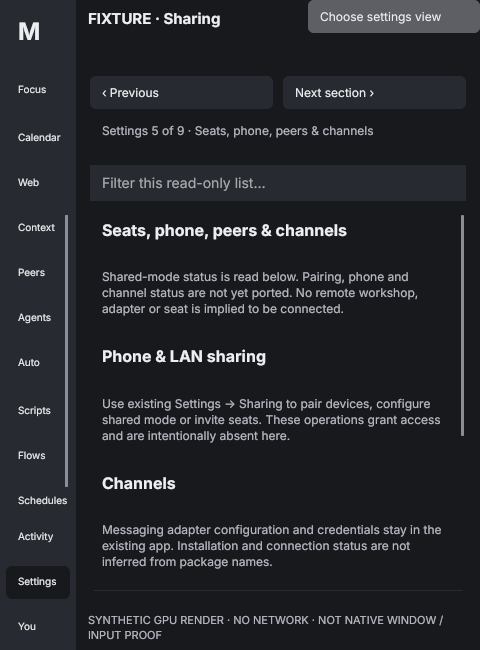 M
Focus
Calendar
Web
Context
Peers
Agents
Auto
Scripts
Flows
Schedules
Activity
Settings
You
FIXTURE · Sharing
Choose settings view
‹ Previous
Next section ›
Settings 5 of 9 · Seats, phone, peers & channels
Filter this read-only list...
Seats, phone, peers & channels
Shared-mode status is read below. Pairing, phone and
channel status are not yet ported. No remote workshop,
adapter or seat is implied to be connected.
Phone & LAN sharing
Use existing Settings → Sharing to pair devices, configure
shared mode or invite seats. These operations grant access
and are intentionally absent here.
Channels
Messaging adapter configuration and credentials stay in the
existing app. Installation and connection status are not
inferred from package names.
SYNTHETIC GPU RENDER · NO NETWORK · NOT NATIVE WINDOW /
INPUT PROOF